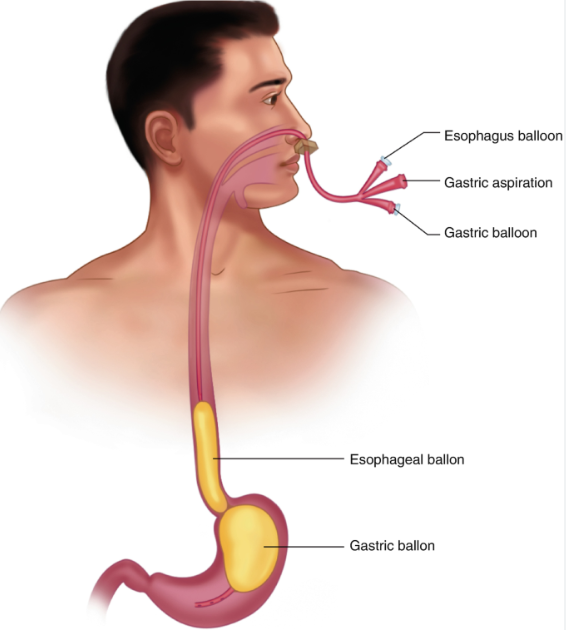 Esophagus balloon
Gastric aspiration
Gastric balloon
Esophageal ballon
Gastric ballon